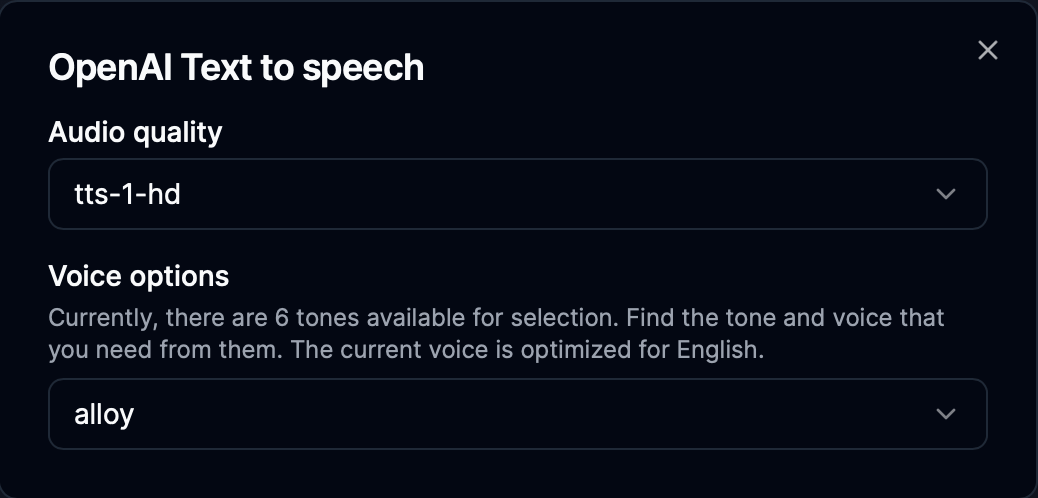 OpenAI Text to speech
Audio quality
tts-1-hd
Voice options
Currently, there are 6 tones available for selection. Find the tone and voice that
you need from them. The current voice is optimized for English.
alloy